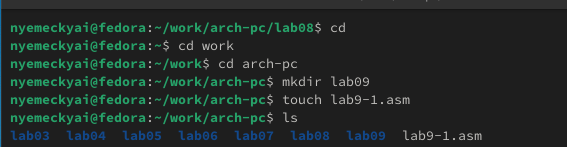 nyemeckyai@fedora:~/work/arch-pc/lab08$ cd
nyemeckyai@fedora:~$ cd work
nyemeckyai@fedora:~/work$ cd arch-pc
nyemeckyai@fedora:~/work/arch-pc$ mkdir lab09
nyemeckyai@fedora:~/work/arch-pc$ touch lab9-1.asm
nyemeckyai@fedora:~/work/arch-pc$ ls
lab03 lab04 lab05 lab06 lab07 lab08 lab09 lab9-1.asm